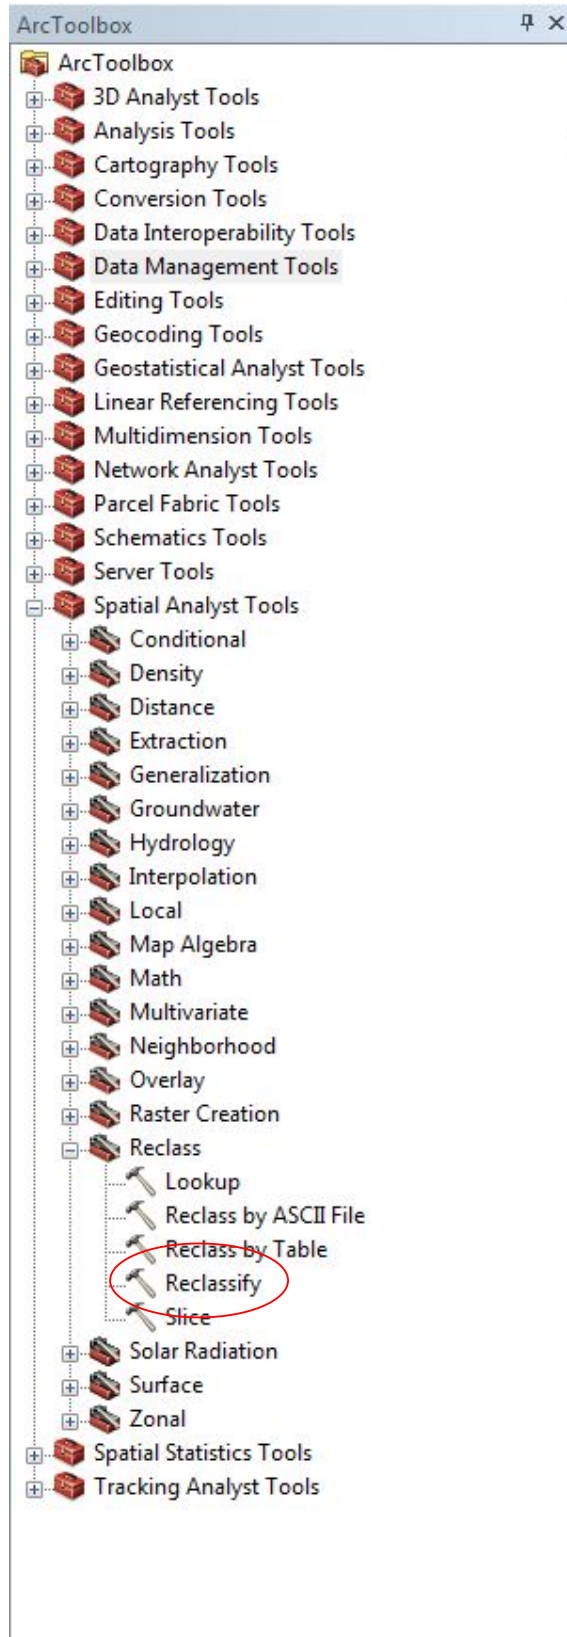 ArcToolbox
ArcToolbox
3D Analyst Tools
Analysis Tools
Cartography Tools
Conversion Tools
Data Interoperability Tools
Data Management Tools
Editing Tools
Geocoding Tools
Geostatistical Analyst Tools
Linear Referencing Tools
Multidimension Tools
Network Analyst Tools
Parcel Fabric Tools
Schematics Tools
Server Tools
Spatial Analyst Tools
Conditional
Density
Distance
Extraction
Generalization
Groundwater
Hydrology
Interpolation
Local
Map Algebra
Math
Multivariate
Neighborhood
Overlay
Raster Creation
Reclass
Lookup
Reclass by ASCII File
Reclass by Table
Reclassify
Slice
Solar Radiation
Surface
Zonal
Spatial Statistics Tools
Tracking Analyst Tools